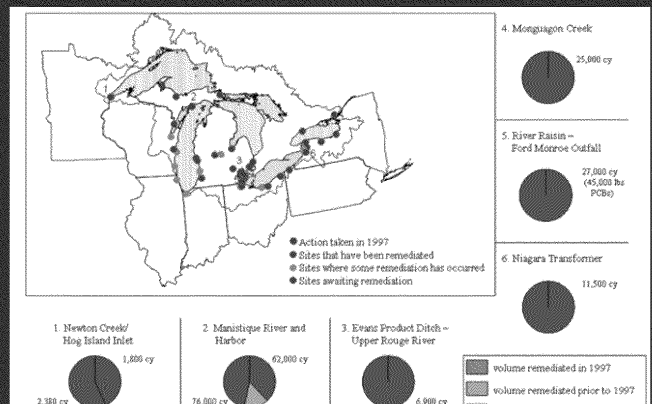 4. Monguagon Creek
25,000 cy
5. River Raisin –
Ford Monroe Outfall
27,000 cy
(45,000 lbs
PCBs)
6. Niagara Transformer
11,500 cy
1
2
3
Action taken in 1997
Sites that have been remediated
Sites where some remediation has occurred
Sites awaiting remediation
1. Newton Creek/
Hog Island Inlet
1,800 cy
2,380 cy
2. Manistique River and
Harbor
62,000 cy
76,000 cy
3. Evans Product Ditch –
Upper Rouge River
6,900 cy
volume remediated in 1997
volume remediated prior to 1997